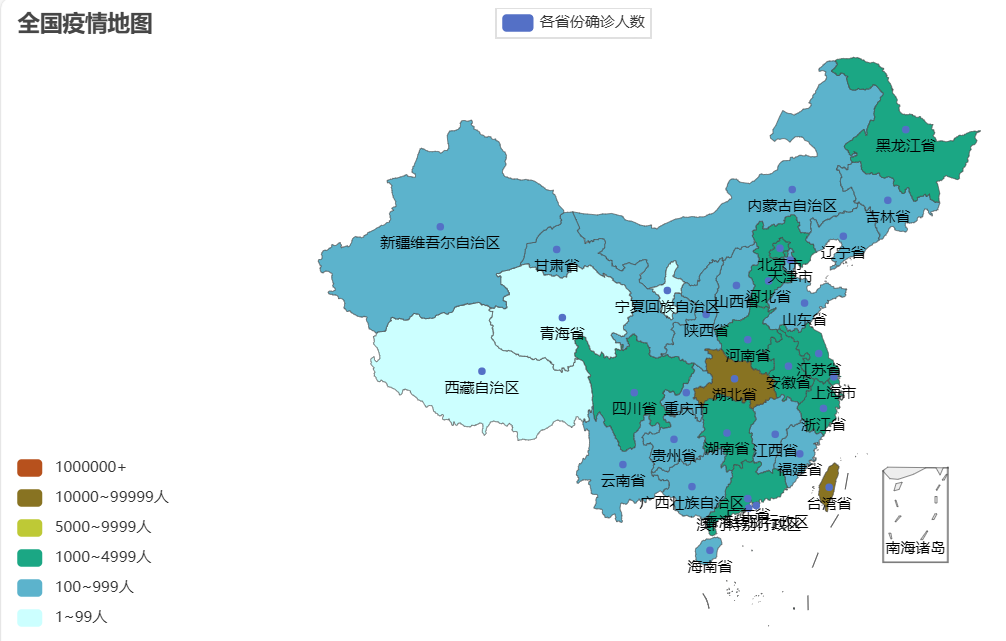 全国疫情地图
各省份确诊人数
黑龙江省
内蒙古自治区
吉林省
新疆维吾尔自治区
辽宁省
甘肃省
北京市
天津市
宁夏回族自治区
山西省
河北省
山东省
青海省
陕西省
河南省
江苏省
安徽省
西藏自治区
上海市
湖北省
四川省
重庆市
浙江省
湖南省
江西省
贵州省
福建省
云南省
广西壮族自治区
台湾省
南海诸岛
海南省
1000000+
10000~99999人
5000~9999人
1000~4999人
100~999人
1~99人